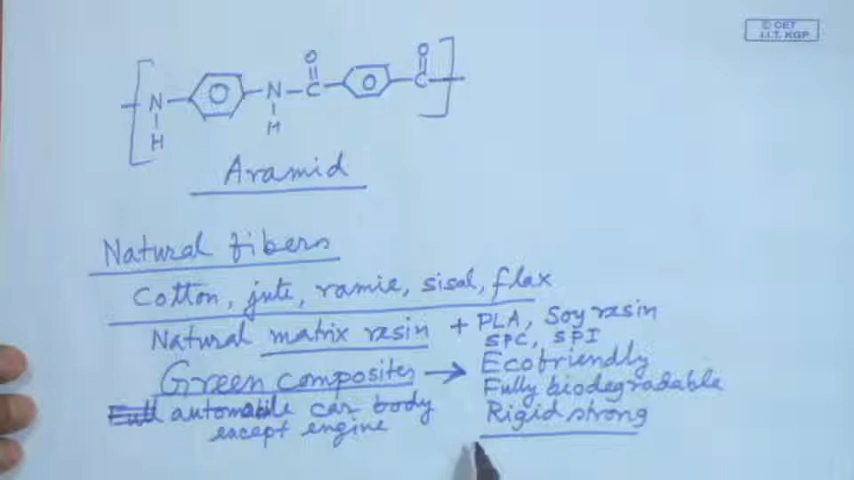 © CET
I.I.T. KGP
O O
N N C C
H H
Aramid
Natural fibers
Cotton, jute, ramie, sisal, flax
Natural matrix resin + PLA, Soy resin
SPC, SPI
Green composites → Ecofriendly
Fully biodegradable
automobile car body Rigid strong
except engine